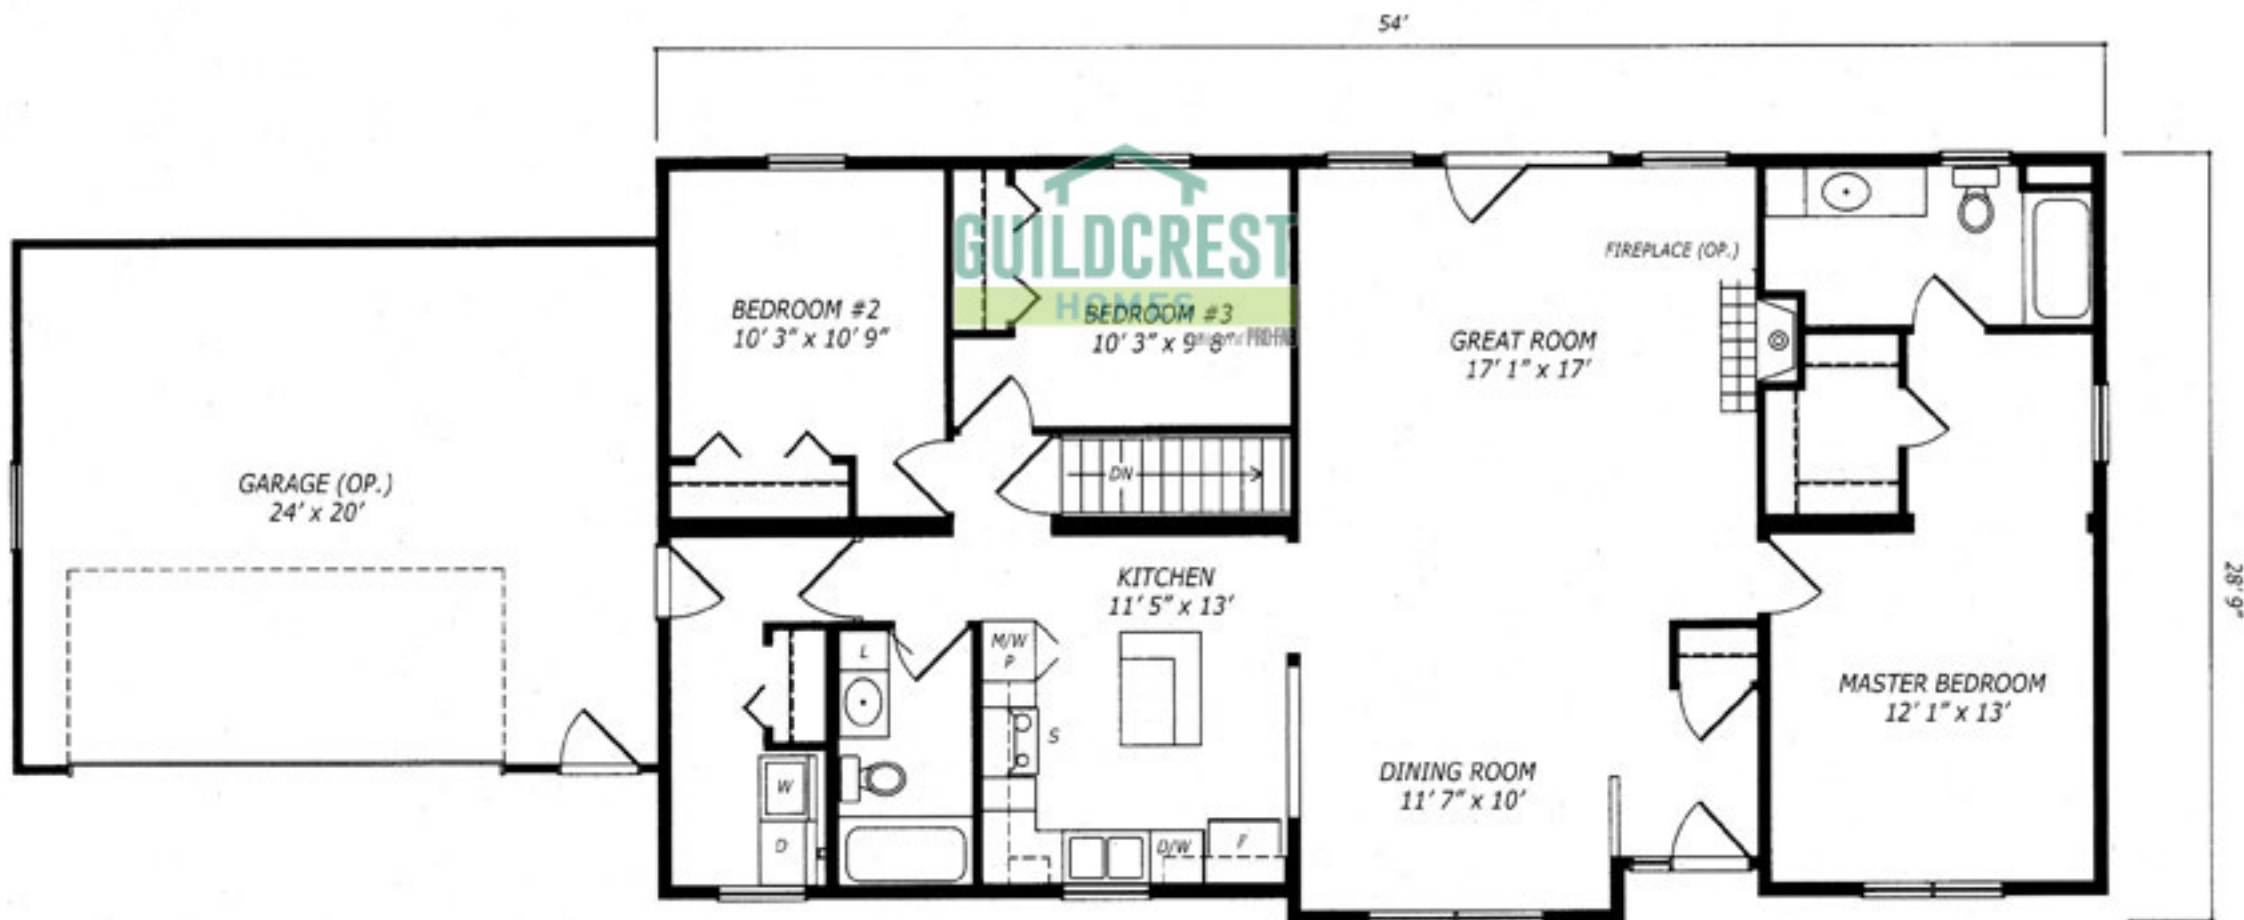 54'
GUILDCREST
HOMES
FIREPLACE (OP.)
BEDROOM #2
10' 3" x 10' 9"
BEDROOM #3
10' 3" x 9' 8"
GREAT ROOM
17' 1" x 17'
GARAGE (OP.)
24' x 20'
DN
KITCHEN
11' 5" x 13'
28' 9"
L
M/W
P
S
MASTER BEDROOM
12' 1" x 13'
DINING ROOM
11' 7" x 10'
W
D
D/W
F